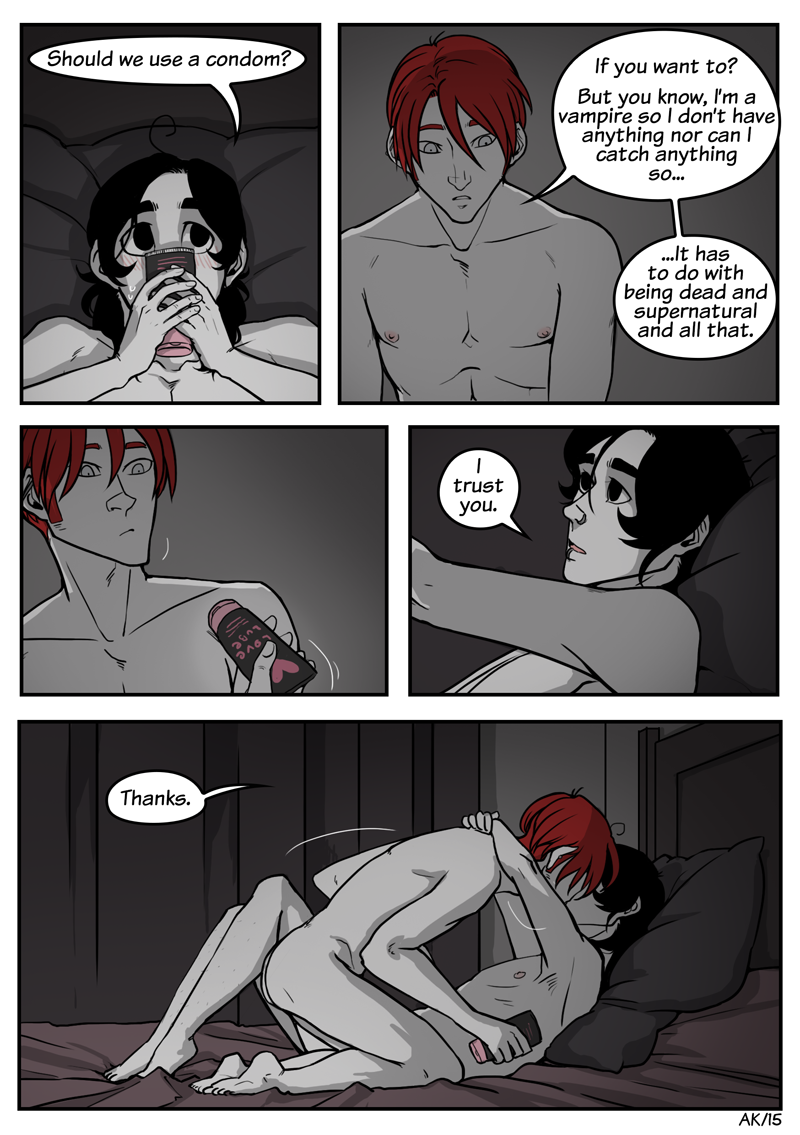 Should we use a condom?
If you want to?
But you know, I'm a
vampire so I don't have
anything nor can I
catch anything
so...
...It has
to do with
being dead and
supernatural
and all that.
LOVE
LUBE
I
trust
you.
Thanks.
AK/15